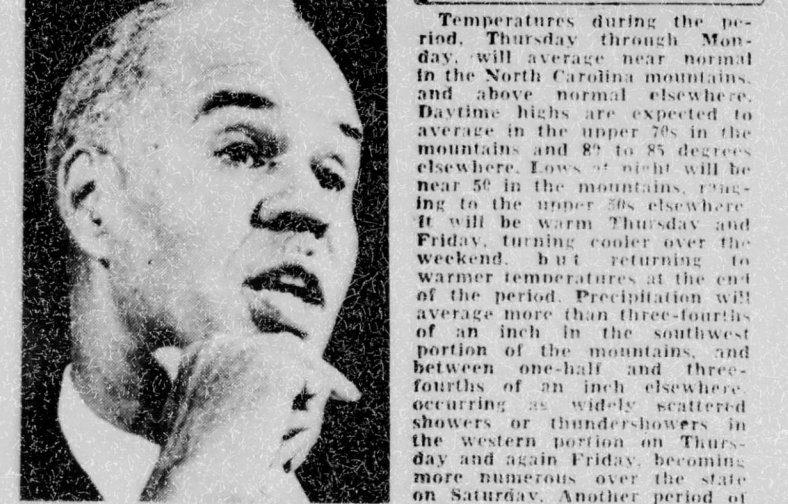 Temperatures during the pe-
riod, Thursday through Mon-
day, will average near normal
in the North Carolina mountains,
and above normal elsewhere.
Daytime highs are expected to
average in the upper 70s in the
mountains and 80 to 85 degrees
elsewhere. Lows at night will be
near 50 in the mountains, rang-
ing to the upper 50s elsewhere
It will be warm Thursday and
Friday, turning cooler over the
weekend, but returning to
warmer temperatures at the end
of the period. Precipitation will
average more than three-fourths
of an inch in the southwest
portion of the mountains, and
between one-half and three-
fourths of an inch elsewhere,
occurring as widely scattered
showers or thundershowers in
the western portion on Thurs-
day and again Friday, becoming
more numerous over the state
on Saturday. Another period of